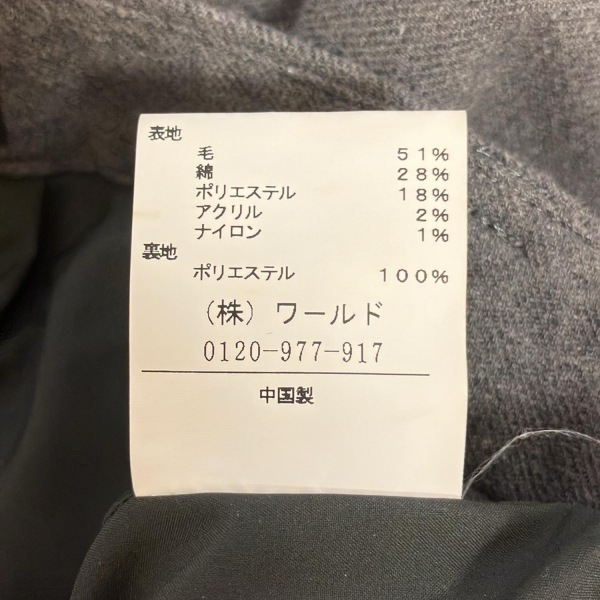 表地
毛 51%
綿 28%
ポリエステル 18%
アクリル 2%
ナイロン 1%
裏地
ポリエステル 100%
(株) ワールド
0120-977-917
中国製